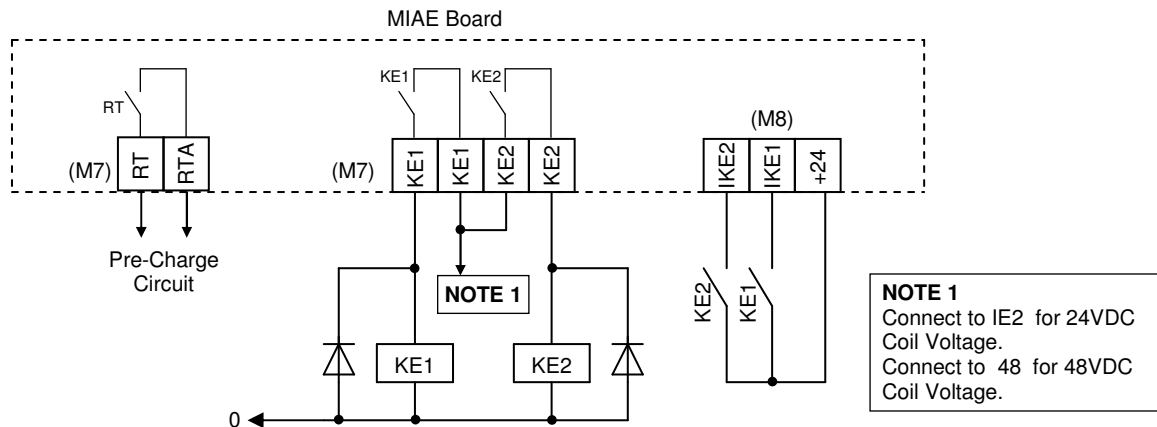 MIAE Board
KE1
KE2
RT
(M8)
(M7)
RT
RTA
(M7)
KE1
KE1
KE2
KE2
IKE2
IKE1
+24
Pre-Charge
Circuit
NOTE 1
KE2
KE1
KE1
KE2
0
NOTE 1
Connect to IE2 for 24VDC
Coil Voltage.
Connect to 48 for 48VDC
Coil Voltage.